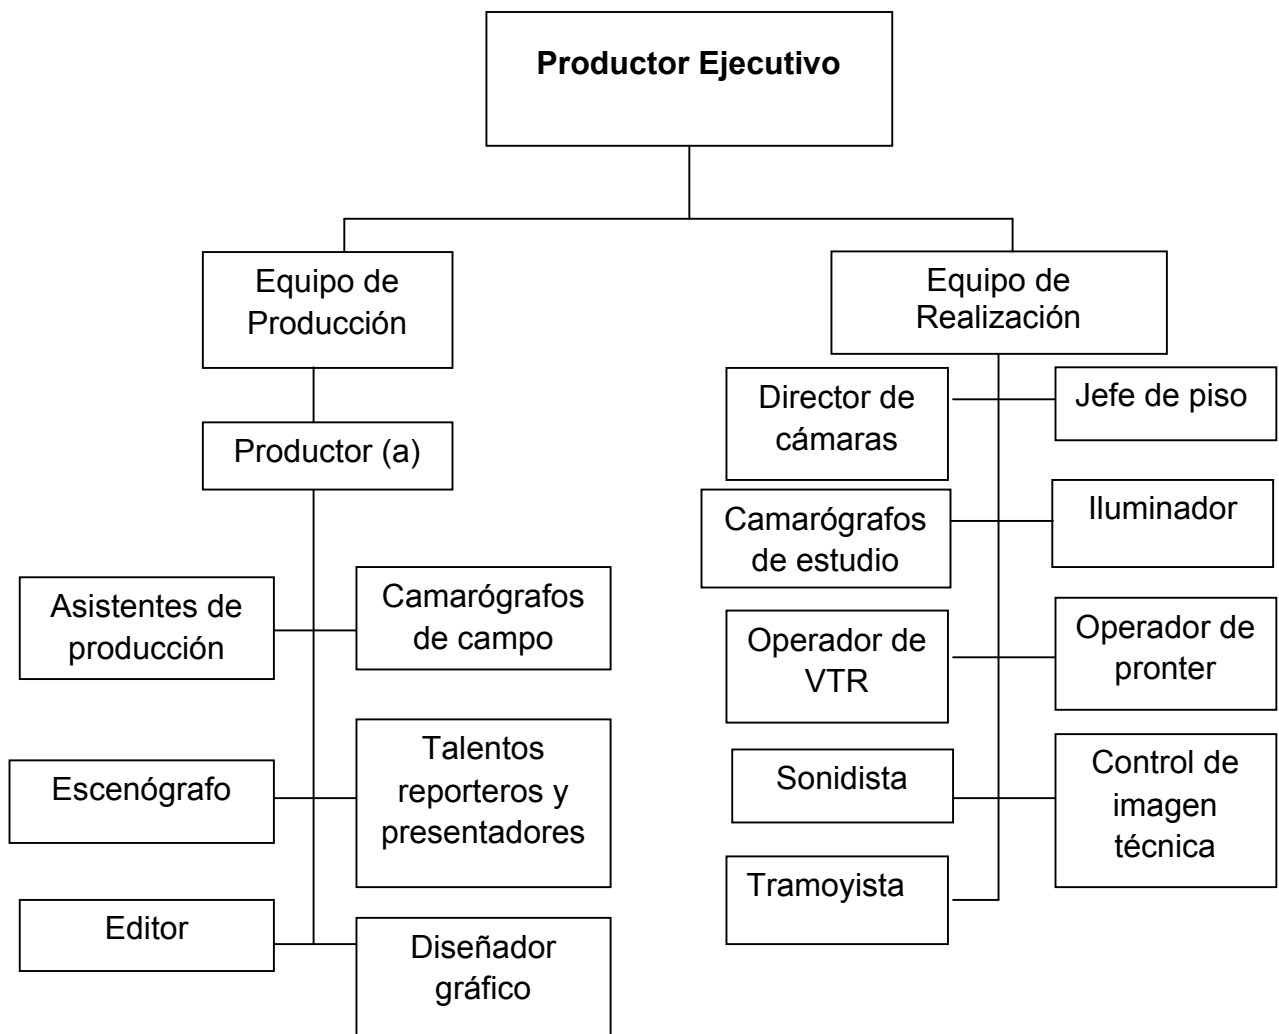 Productor Ejecutivo
Equipo de
Producción
Equipo de
Realización
Productor (a)
Director de
cámaras
Jefe de piso
Camarógrafos
de estudio
Iluminador
Asistentes de
producción
Camarógrafos
de campo
Operador de
VTR
Operador de
pronter
Escenógrafo
Talentos
reporteros y
presentadores
Sonidista
Control de
imagen
técnica
Tramoyista
Editor
Diseñador
gráfico